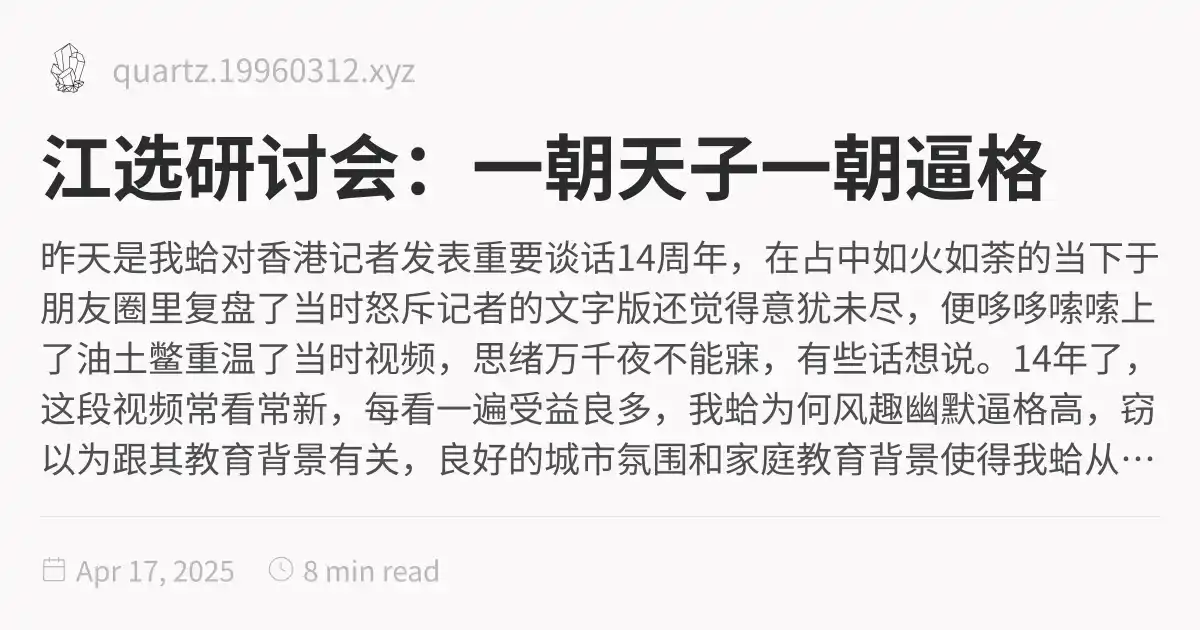 quartz.19960312.xyz
江选研讨会：一朝天子一朝逼格
昨天是我蛤对香港记者发表重要谈话14周年，在占中如火如荼的当下于
朋友圈里复盘了当时怒斥记者的文字版还觉得意犹未尽，便哆哆嗦嗦上
了油土鳖重温了当时视频，思绪万千夜不能寐，有些话想说。14年了，
这段视频常看常新，每看一遍受益良多，我蛤为何风趣幽默逼格高，窃
以为跟其教育背景有关，良好的城市氛围和家庭教育背景使得我蛤从…
Apr 17, 2025
8 min read